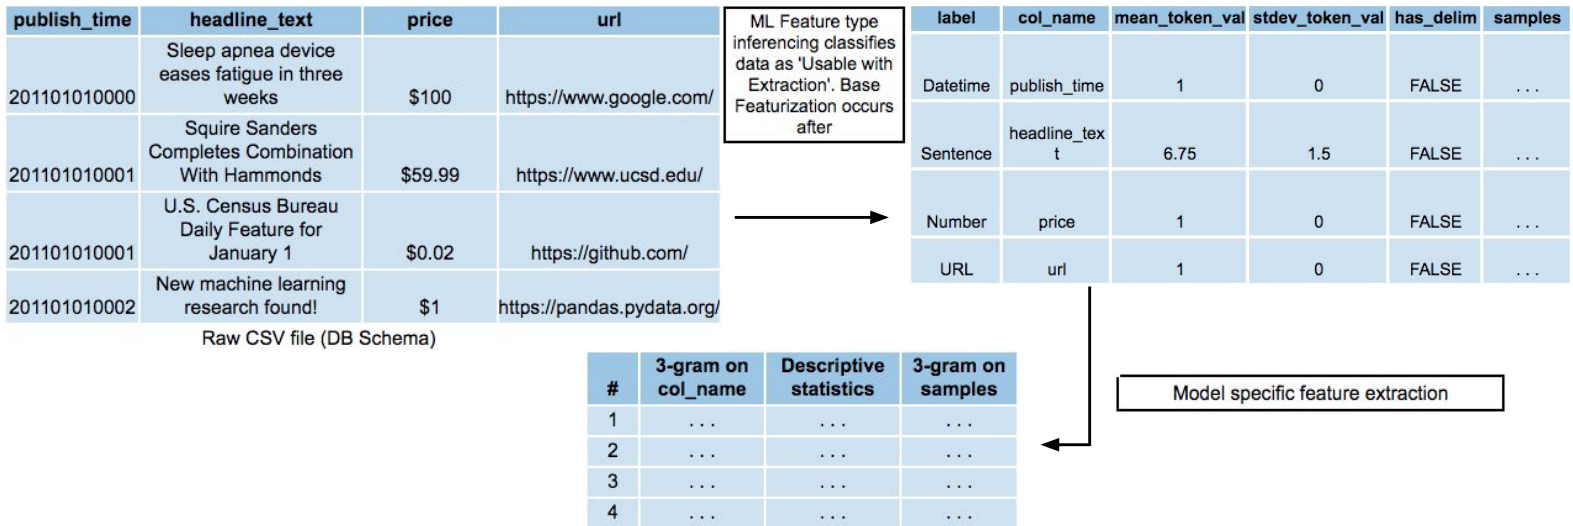 publish_time headline_text price url
Sleep apnea device
eases fatigue in three
201101010000 weeks $100 https://www.google.com/
Squire Sanders
Completes Combination
201101010001 With Hammonds $59.99 https://www.ucsd.edu/
U.S. Census Bureau
Daily Feature for
201101010001 January 1 $0.02 https://github.com/
New machine learning
201101010002 research found! $1 https://pandas.pydata.org/
Raw CSV file (DB Schema)
ML Feature type
inferencing classifies
data as 'Usable with
Extraction'. Base
Featurization occurs
after
label col_name mean_token_val stdev_token_val has_delim samples
Datetime publish_time 1 0 FALSE . . .
headline_tex
Sentence t 6.75 1.5 FALSE . . .
Number price 1 0 FALSE . . .
URL url 1 0 FALSE . . .
3-gram on Descriptive 3-gram on
# col_name statistics samples
1 . . . . . . . . .
2 . . . . . . . . .
3 . . . . . . . . .
4 . . . . . . . . .
Model specific feature extraction